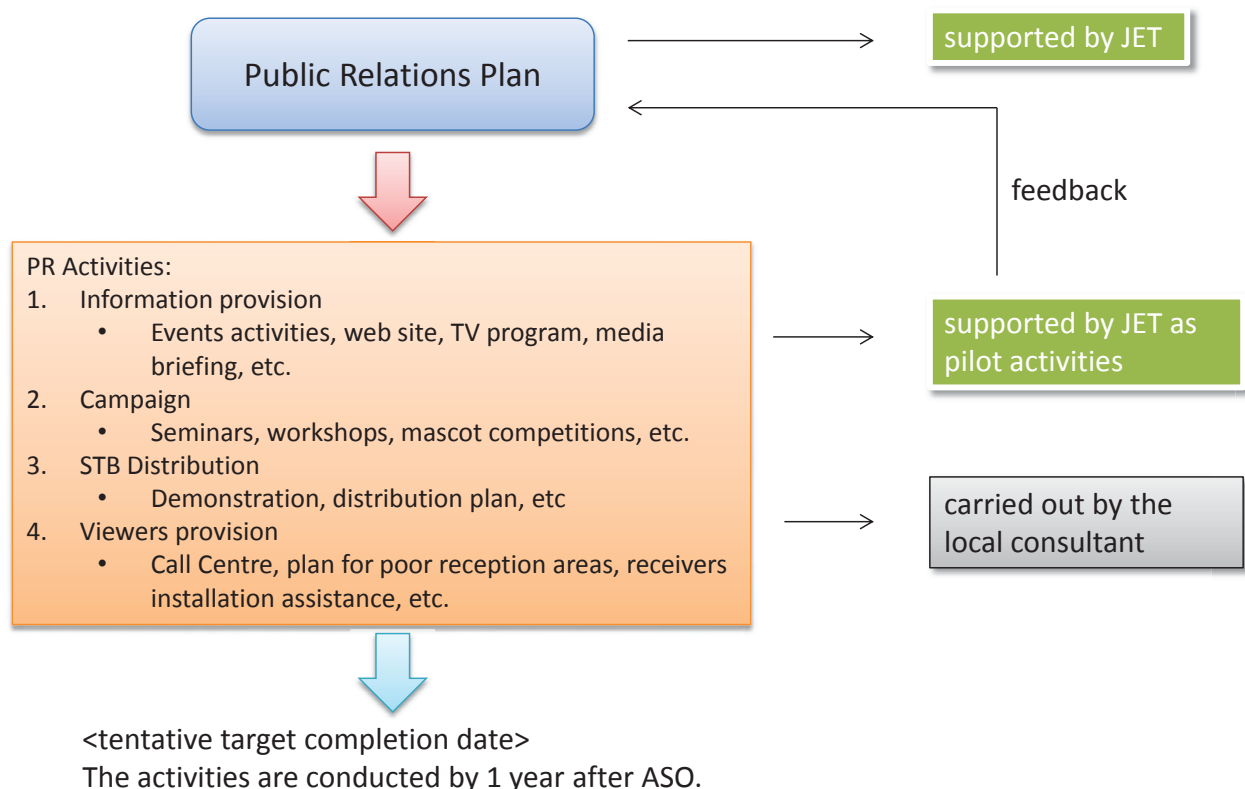 Public Relations Plan
supported by JET
feedback
PR Activities:
1. Information provision
• Events activities, web site, TV program, media
briefing, etc.
2. Campaign
• Seminars, workshops, mascot competitions, etc.
3. STB Distribution
• Demonstration, distribution plan, etc
4. Viewers provision
• Call Centre, plan for poor reception areas, receivers
installation assistance, etc.
supported by JET as
pilot activities
carried out by the
local consultant
<tentative target completion date>
The activities are conducted by 1 year after ASO.